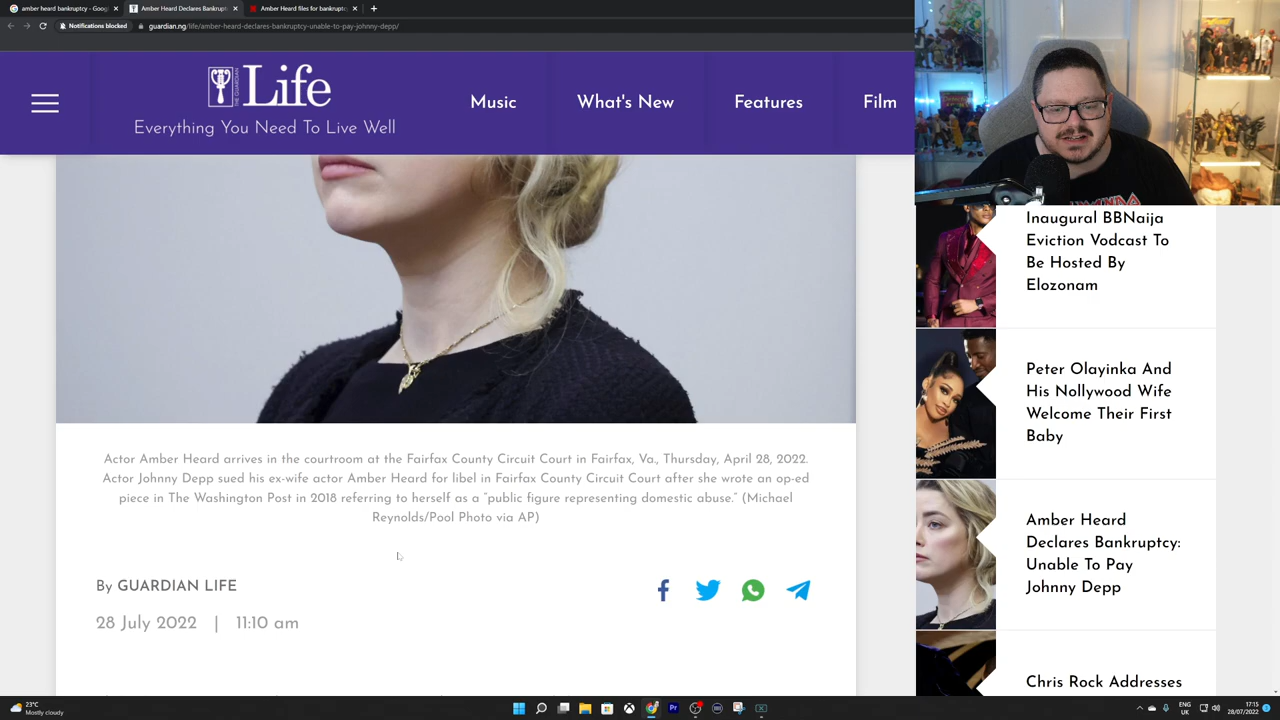 amber heard bankruptcy - Goog
Amber Heard Declares Bankrupt
Amber Heard files for bankruptc
Notifications blocked
guardian.ng/life/amber-heard-declares-bankruptcy-unable-to-pay-johnny-depp/
THE GUARDIAN Life
Everything You Need To Live Well
Music
What's New
Features
Film
Actor Amber Heard arrives in the courtroom at the Fairfax County Circuit Court in Fairfax, Va., Thursday, April 28, 2022.
Actor Johnny Depp sued his ex-wife actor Amber Heard for libel in Fairfax County Circuit Court after she wrote an op-ed
piece in The Washington Post in 2018 referring to herself as a “public figure representing domestic abuse.” (Michael
Reynolds/Pool Photo via AP)
By GUARDIAN LIFE
28 July 2022 | 11:10 am
Inaugural BBNaija
Eviction Vodcast To
Be Hosted By
Elozonam
Peter Olayinka And
His Nollywood Wife
Welcome Their First
Baby
Amber Heard
Declares Bankruptcy:
Unable To Pay
Johnny Depp
Chris Rock Addresses
23°C
Mostly cloudy
ENG
UK
17:15
28/07/2022